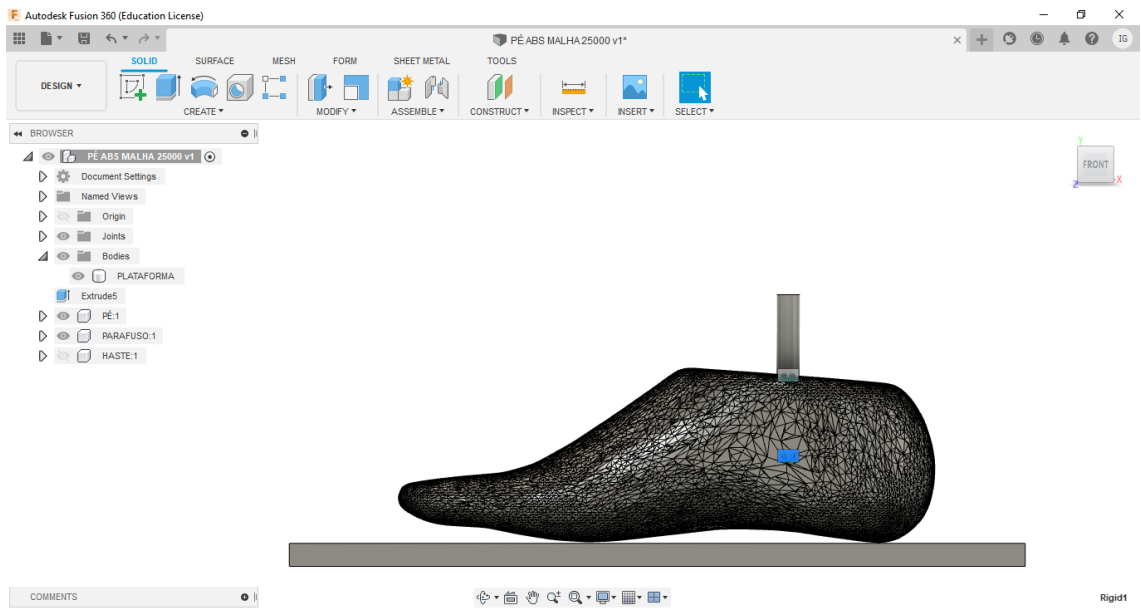 Autodesk Fusion 360 (Education License)
PÉ ABS MALHA 25000 v1*
IG
DESIGN
SOLID SURFACE MESH FORM SHEET METAL TOOLS
CREATE MODIFY ASSEMBLE CONSTRUCT INSPECT INSERT SELECT
BROWSER
PÉ ABS MALHA 25000 v1
Document Settings
Named Views
Origin
Joints
Bodies
PLATAFORMA
Extrude5
PÉ:1
PARAFUSO:1
HASTE:1
Y
FRONT
X
Z
COMMENTS
Rigid1